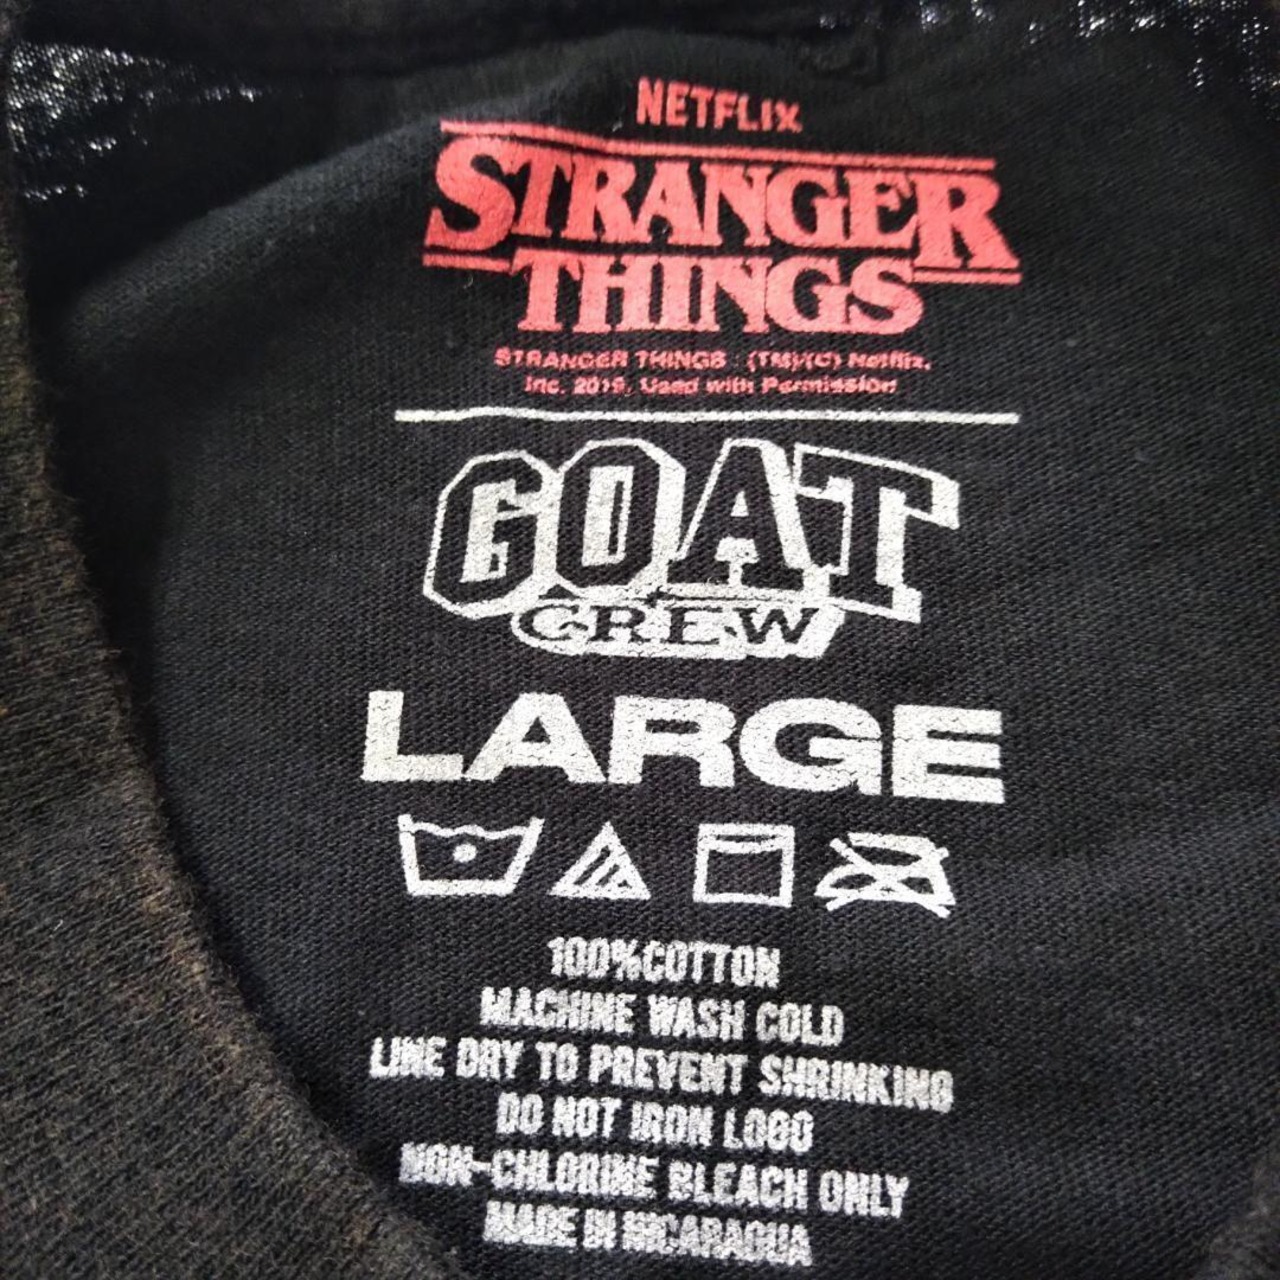 NETFLIX
STRANGER
THINGS
STRANGER THINGS : (TM)/(C) Netflix,
Inc. 2019. Used with Permission
GOAT
CREW
LARGE
100%COTTON
MACHINE WASH COLD
LINE DRY TO PREVENT SHRINKING
DO NOT IRON LOGO
NON-CHLORINE BLEACH ONLY
MADE IN NICARAGUA